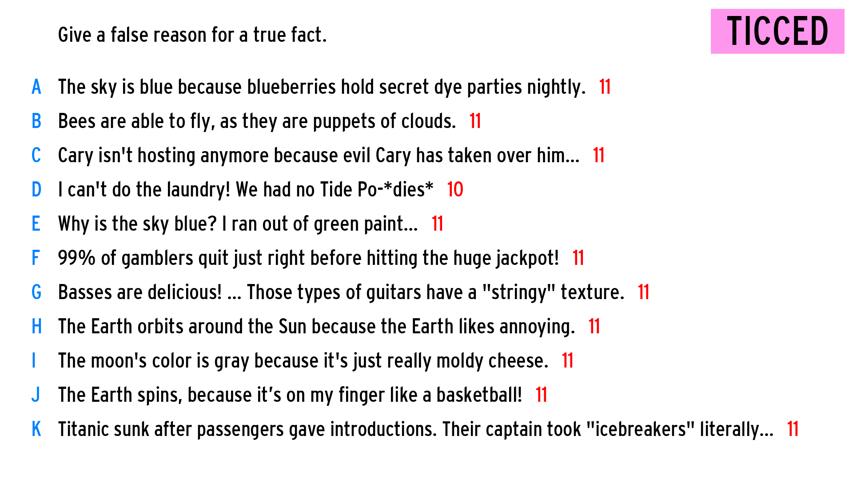 Give a false reason for a true fact.
TICCED
A The sky is blue because blueberries hold secret dye parties nightly. 11
B Bees are able to fly, as they are puppets of clouds. 11
C Cary isn't hosting anymore because evil Cary has taken over him... 11
D I can't do the laundry! We had no Tide Po-*dies* 10
E Why is the sky blue? I ran out of green paint... 11
F 99% of gamblers quit just right before hitting the huge jackpot! 11
G Basses are delicious! ... Those types of guitars have a "stringy" texture. 11
H The Earth orbits around the Sun because the Earth likes annoying. 11
I The moon's color is gray because it's just really moldy cheese. 11
J The Earth spins, because it’s on my finger like a basketball! 11
K Titanic sunk after passengers gave introductions. Their captain took "icebreakers" literally... 11